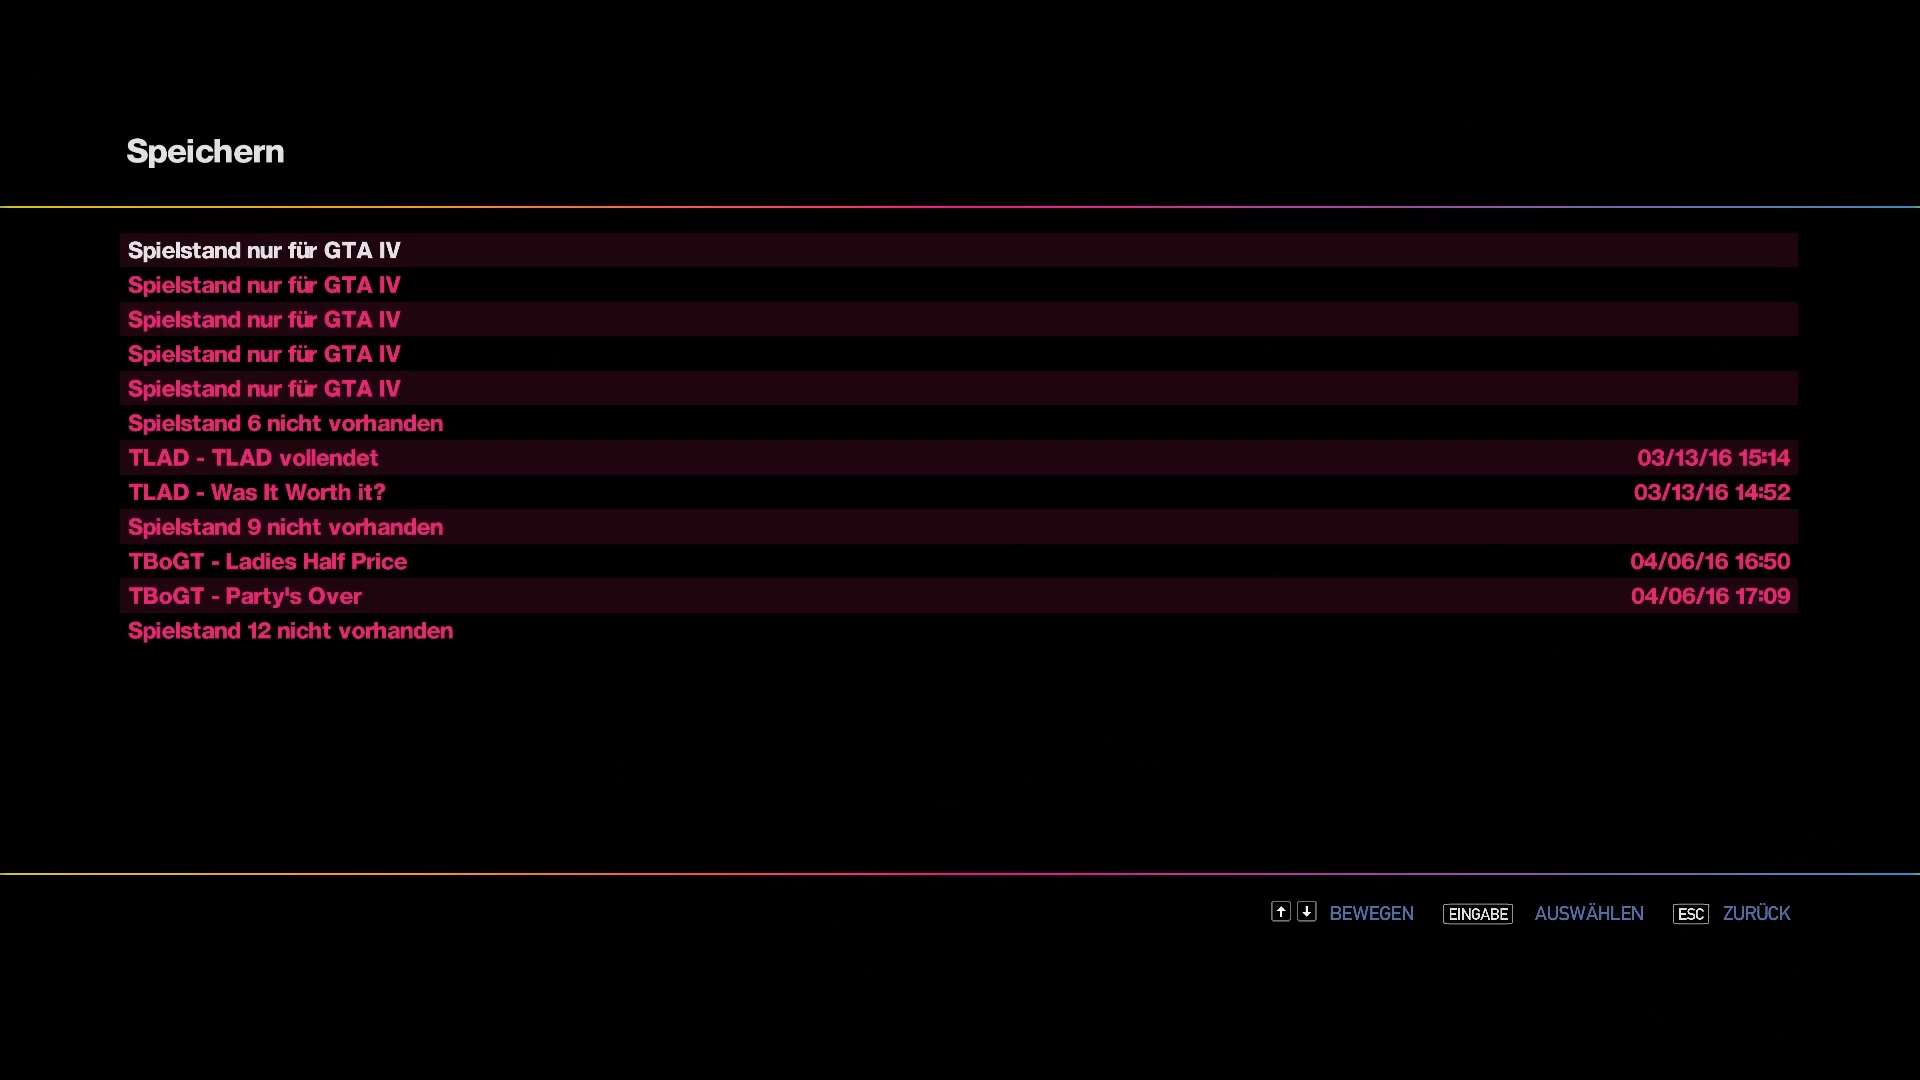 Speichern
Spielstand nur für GTA IV
Spielstand nur für GTA IV
Spielstand nur für GTA IV
Spielstand nur für GTA IV
Spielstand nur für GTA IV
Spielstand 6 nicht vorhanden
TLAD - TLAD vollendet 03/13/16 15:14
TLAD - Was It Worth it? 03/13/16 14:52
Spielstand 9 nicht vorhanden
TBoGT - Ladies Half Price 04/06/16 16:50
TBoGT - Party's Over 04/06/16 17:09
Spielstand 12 nicht vorhanden
↑ ↓ BEWEGEN EINGABE AUSWÄHLEN ESC ZURÜCK